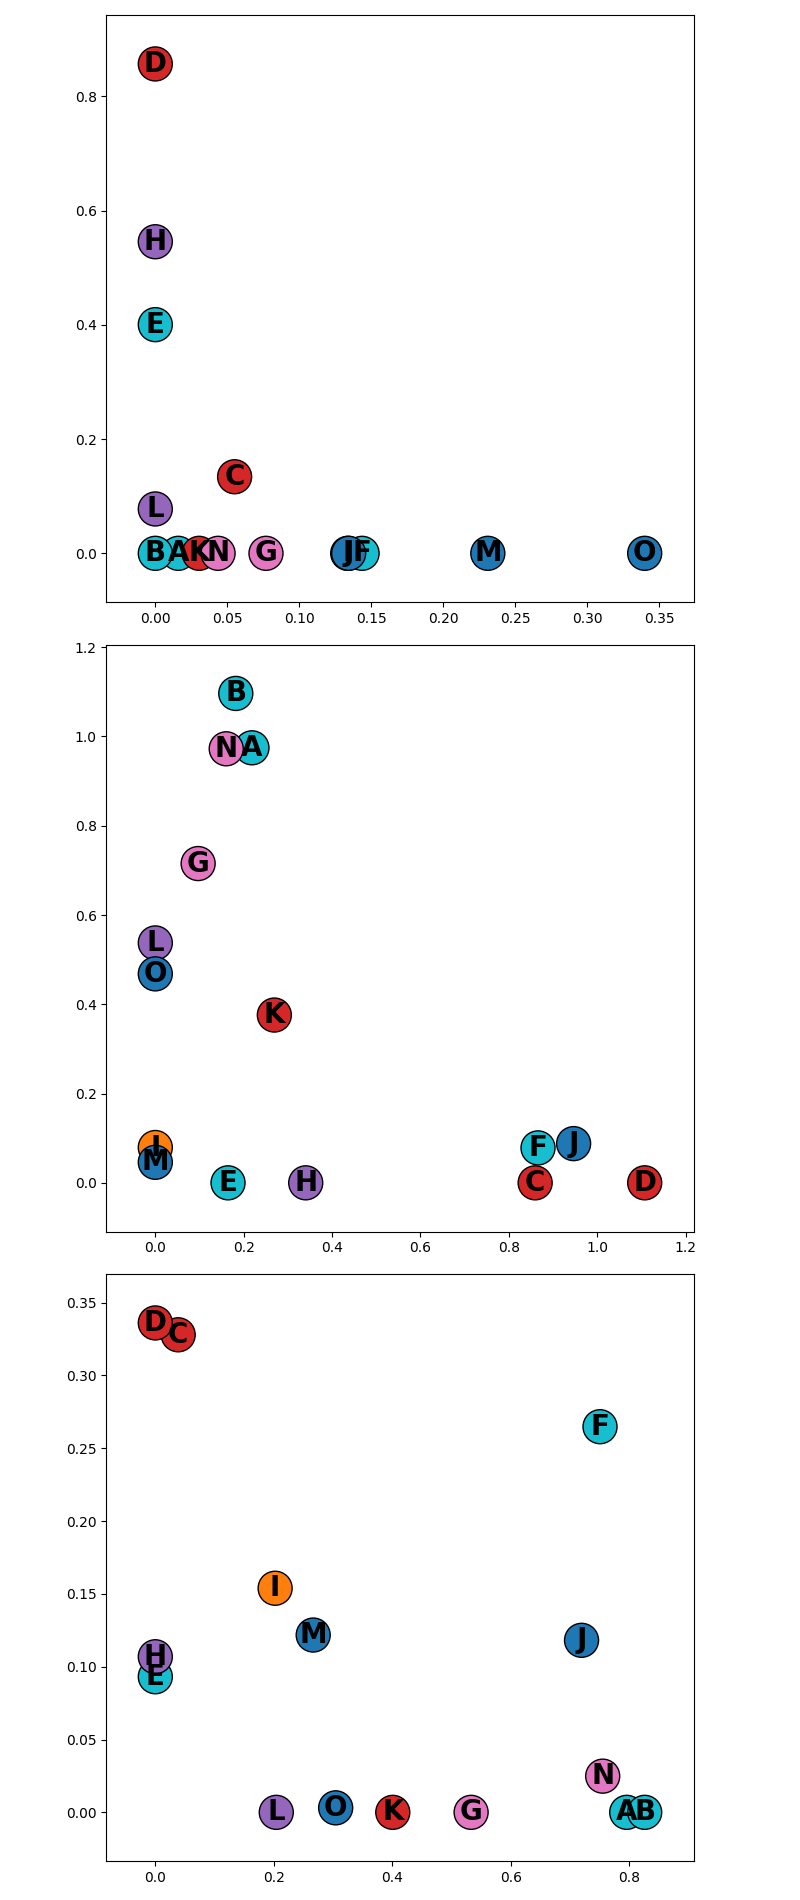 D
0.8
0.6
H
0.4
E
0.2
C
L
0.0
B A K N G J F M O
0.00 0.05 0.10 0.15 0.20 0.25 0.30 0.35
1.2
B
1.0
N A
0.8
G
0.6
L
O
0.4
K
0.2
I
F J
M
0.0
E H C D
0.0 0.2 0.4 0.6 0.8 1.0 1.2
0.35
D C
0.30
F
0.25
0.20
I
0.15
M J
0.10
H
E
0.05
N
0.00
L O K G A B
0.0 0.2 0.4 0.6 0.8